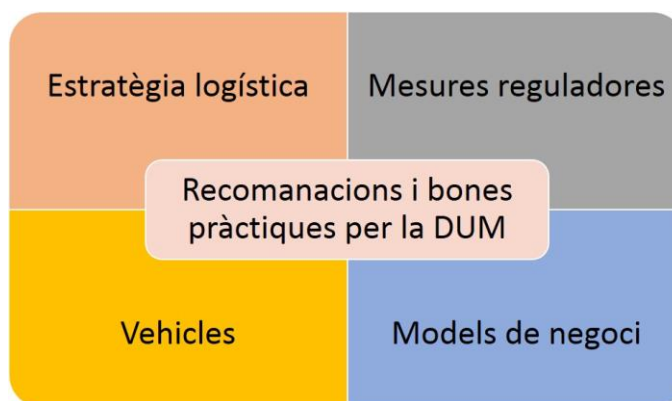 Estratègia logística
Mesures reguladores
Recomanacions i bones
pràctiques per la DUM
Vehicles
Models de negoci